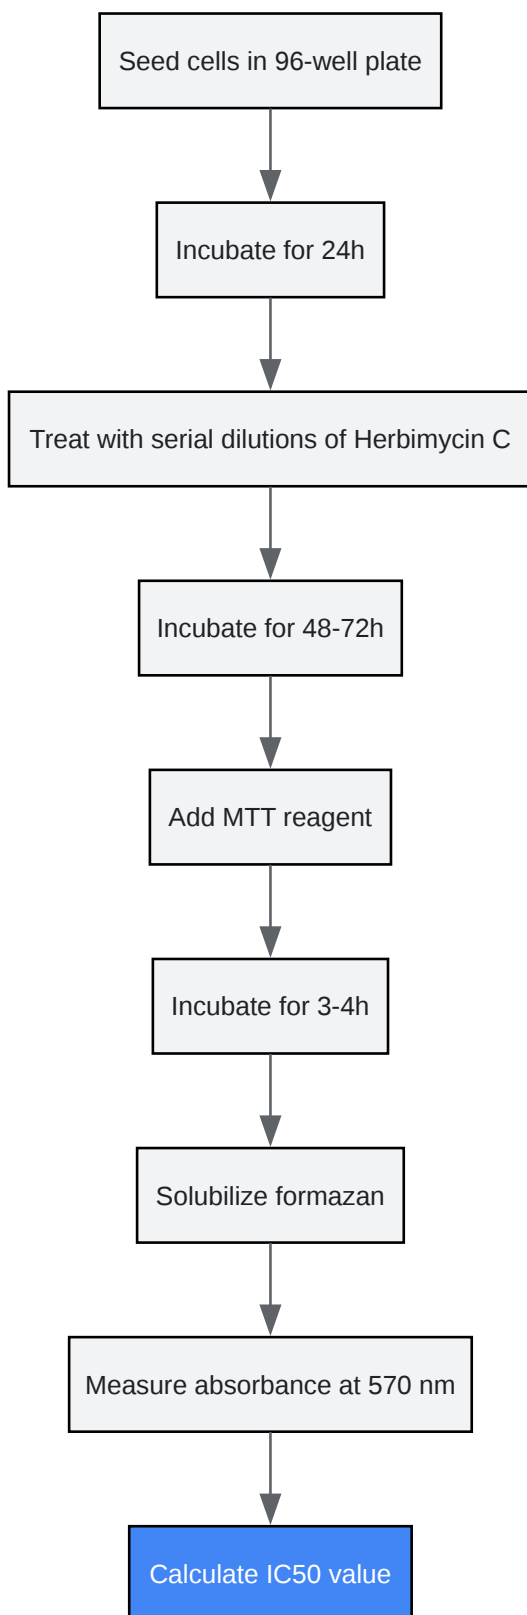 Seed cells in 96-well plate
Incubate for 24h
Treat with serial dilutions of Herbimycin C
Incubate for 48-72h
Add MTT reagent
Incubate for 3-4h
Solubilize formazan
Measure absorbance at 570 nm
Calculate IC50 value